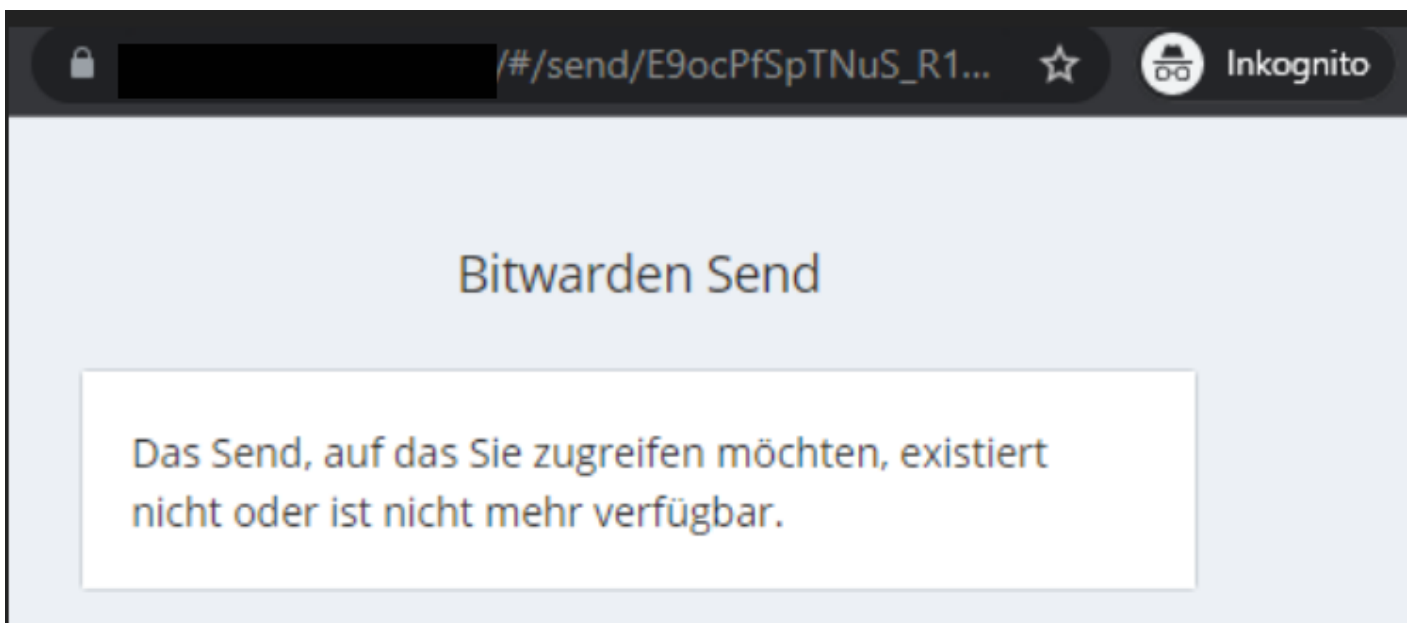 /#/send/E9ocPfSpTNuS_R1... Inkognito
Bitwarden Send
Das Send, auf das Sie zugreifen möchten, existiert
nicht oder ist nicht mehr verfügbar.